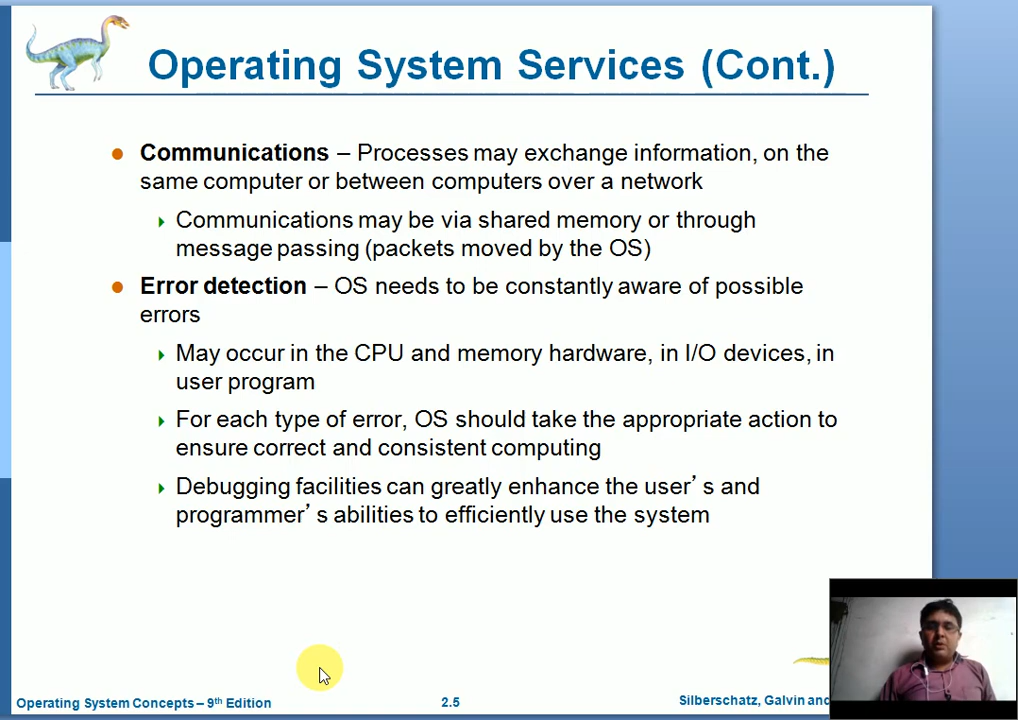 Operating System Services (Cont.)
Communications – Processes may exchange information, on the
same computer or between computers over a network
Communications may be via shared memory or through
message passing (packets moved by the OS)
Error detection – OS needs to be constantly aware of possible
errors
May occur in the CPU and memory hardware, in I/O devices, in
user program
For each type of error, OS should take the appropriate action to
ensure correct and consistent computing
Debugging facilities can greatly enhance the user’s and
programmer’s abilities to efficiently use the system
Operating System Concepts – 9th Edition
2.5
Silberschatz, Galvin and